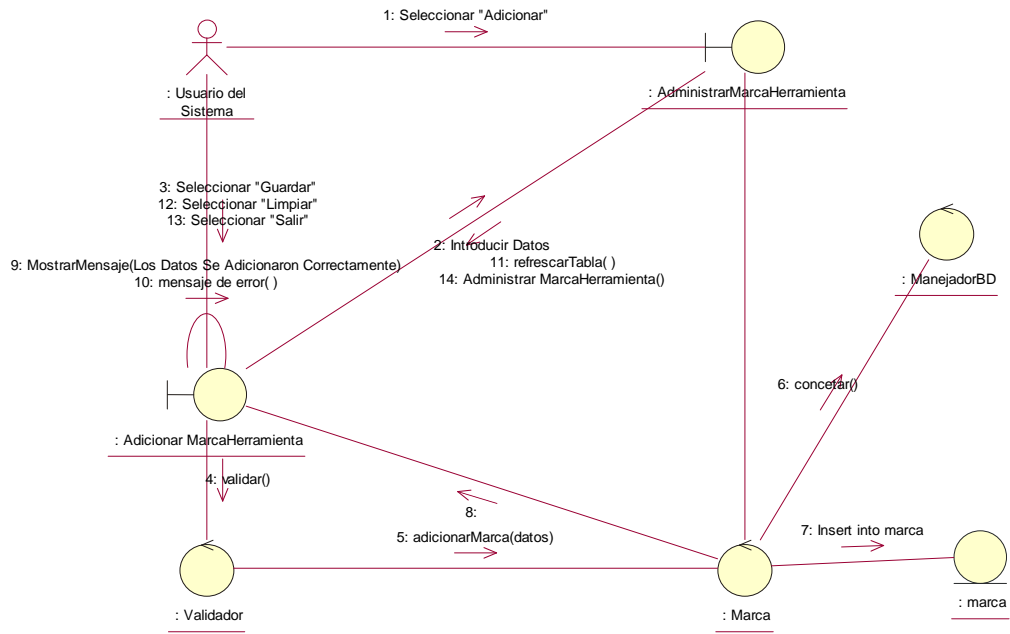 1: Seleccionar "Adicionar"
: Usuario del
Sistema
: AdministrarMarcaHerramienta
3: Seleccionar "Guardar"
12: Seleccionar "Limpiar"
13: Seleccionar "Salir"
9: MostrarMensaje(Los Datos Se Adicionaron Correctamente)
10: mensaje de error( )
2: Introducir Datos
11: refrescarTabla( )
14: Administrar MarcaHerramienta()
: ManejadorBD
6: concetar()
: Adicionar MarcaHerramienta
4: validar()
8:
5: adicionarMarca(datos)
7: Insert into marca
: Validador
: Marca
: marca